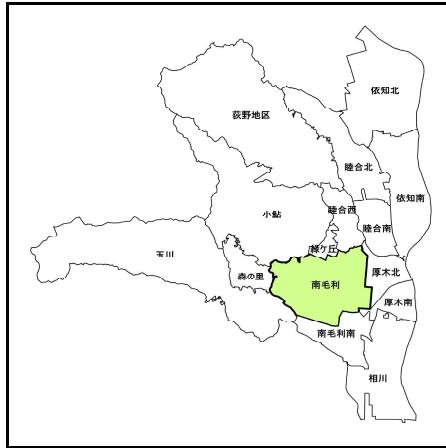 依知北
荻野地区
睦合北
依知南
睦合西
小鮎
睦合南
緑ケ丘
玉川
森の里
厚木北
南毛利
厚木南
南毛利南
相川